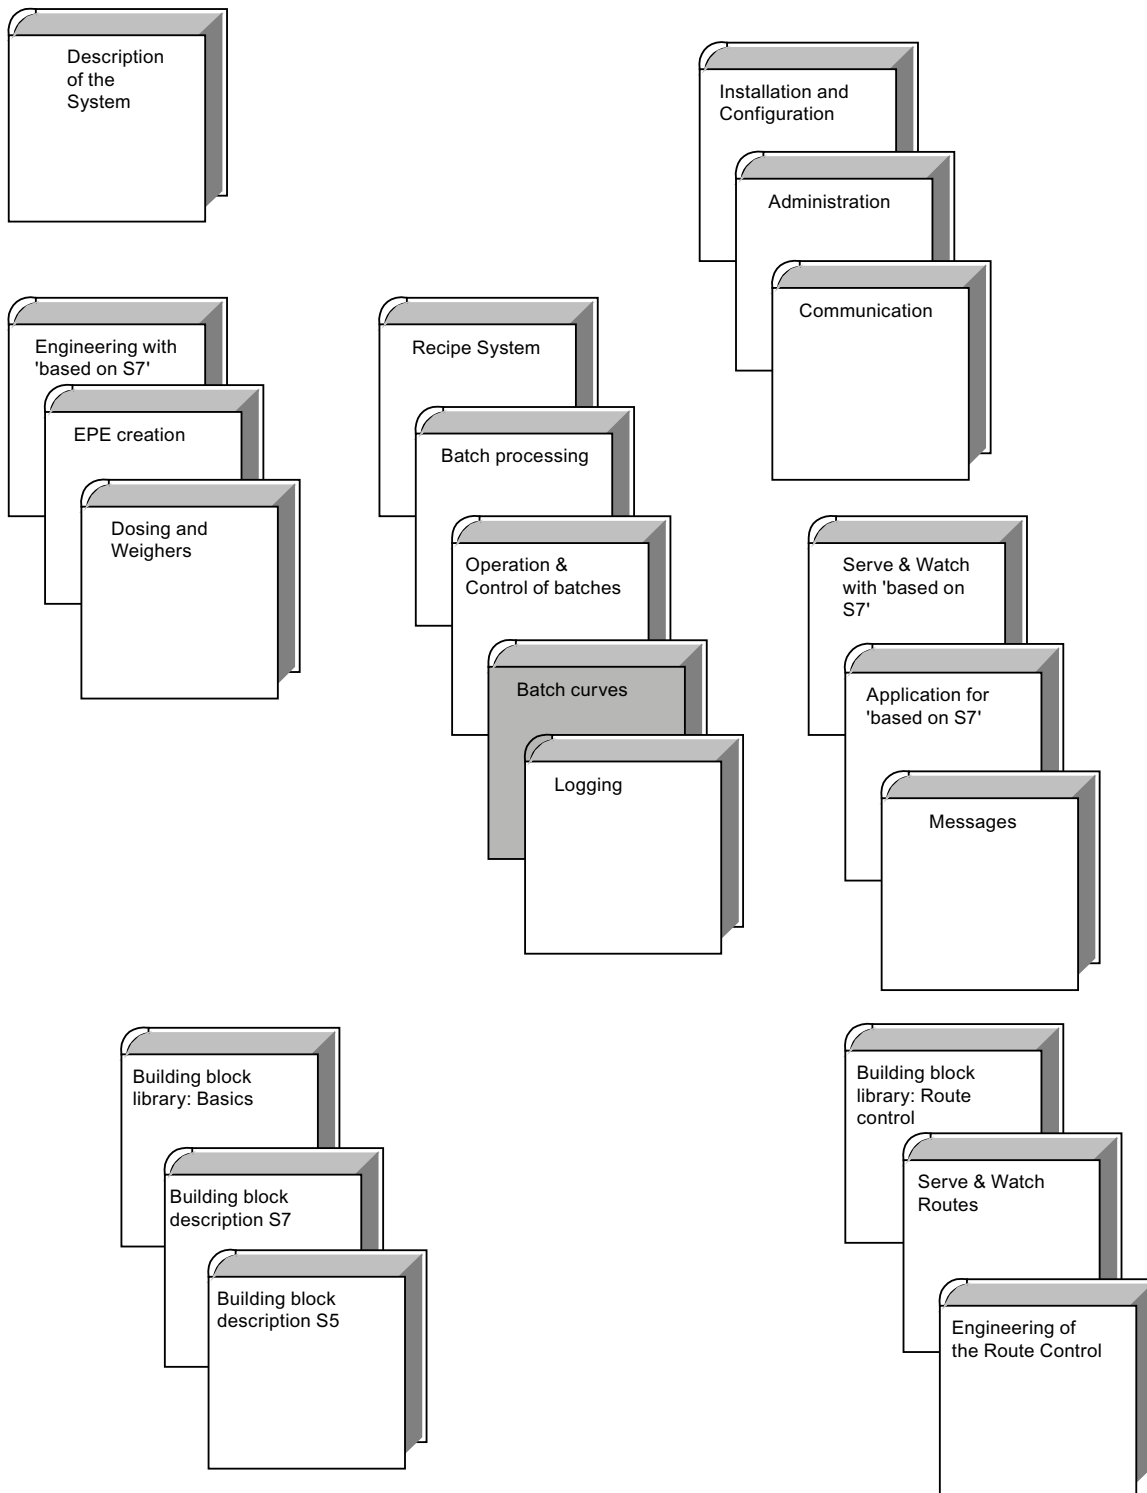 Description
of the
System
Installation and
Configuration
Administration
Communication
Engineering with
'based on S7'
EPE creation
Dosing and
Weighers
Recipe System
Batch processing
Operation &
Control of batches
Batch curves
Logging
Serve & Watch
with 'based on
S7'
Application for
'based on S7'
Messages
Building block
library: Basics
Building block
description S7
Building block
description S5
Building block
library: Route
control
Serve & Watch
Routes
Engineering of
the Route Control